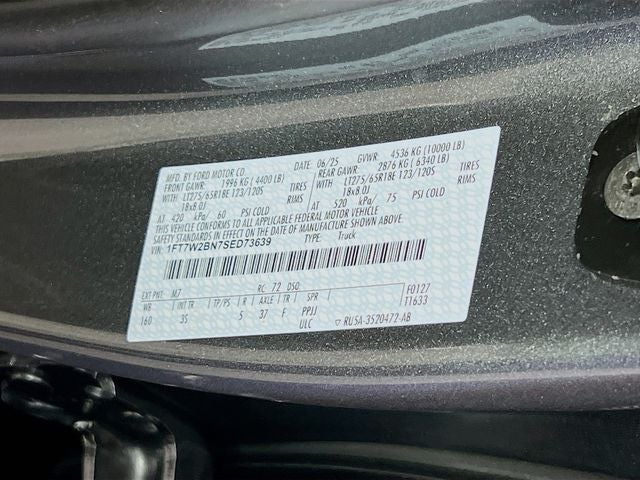 MFD. BY FORD MOTOR CO.
DATE: 06/25 GVWR: 4536 KG (10000 LB)
FRONT GAWR: 1996 KG (4400 LB) REAR GAWR: 2876 KG (6340 LB)
LT275/65R18E 123/120S TIRES LT275/65R18E 123/120S TIRES
18x8.0J RIMS 18x8.0J RIMS
AT 420 kPa/ 60 PSI COLD AT 520 kPa/ 75 PSI COLD
THIS VEHICLE CONFORMS TO ALL APPLICABLE FEDERAL MOTOR VEHICLE
SAFETY STANDARDS IN EFFECT ON THE DATE OF MANUFACTURE SHOWN ABOVE.
VIN: 1FT7W2BN7SED73639 TYPE: Truck
EXT PNT: M7 RC: 72 DSO: F0127
WB INT TR TP/PS R AXLE TR SPR T1633
160 3S 5 37 F PPJJ
ULC ▽ RU5A-3520472-AB